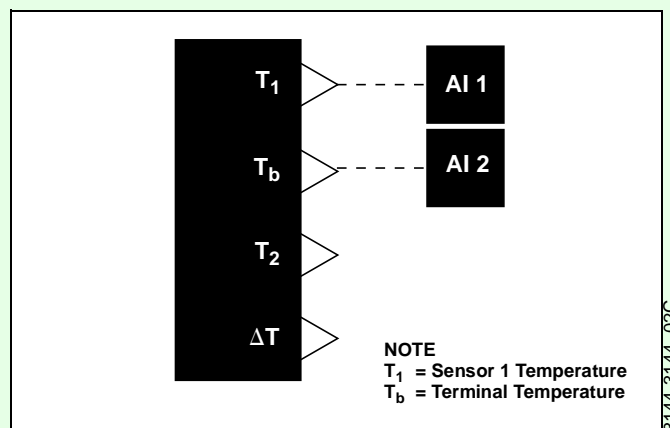 T1
AI 1
Tb
AI 2
T2
ΔT
NOTE
T1 = Sensor 1 Temperature
Tb = Terminal Temperature